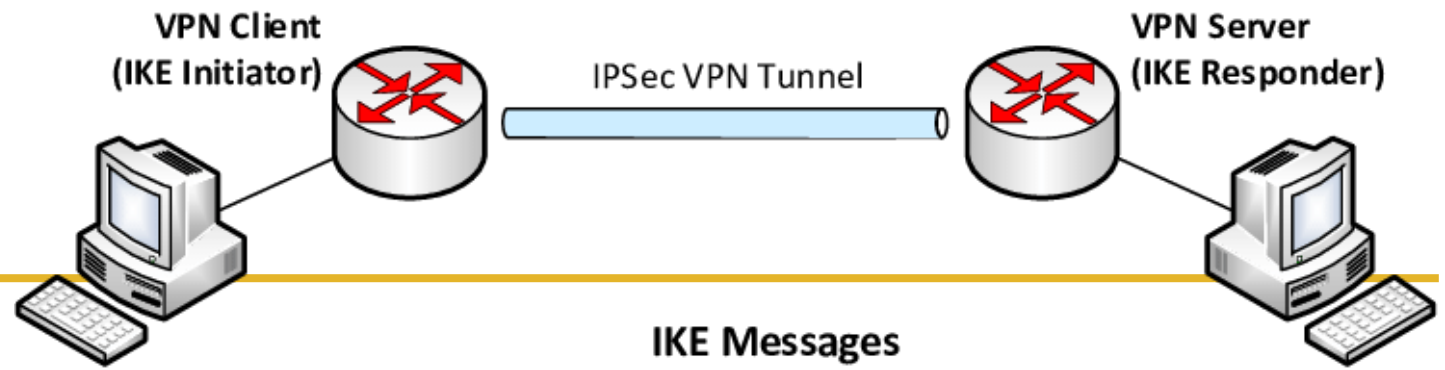 VPN Client
(IKE Initiator)
IPSec VPN Tunnel
VPN Server
(IKE Responder)
IKE Messages